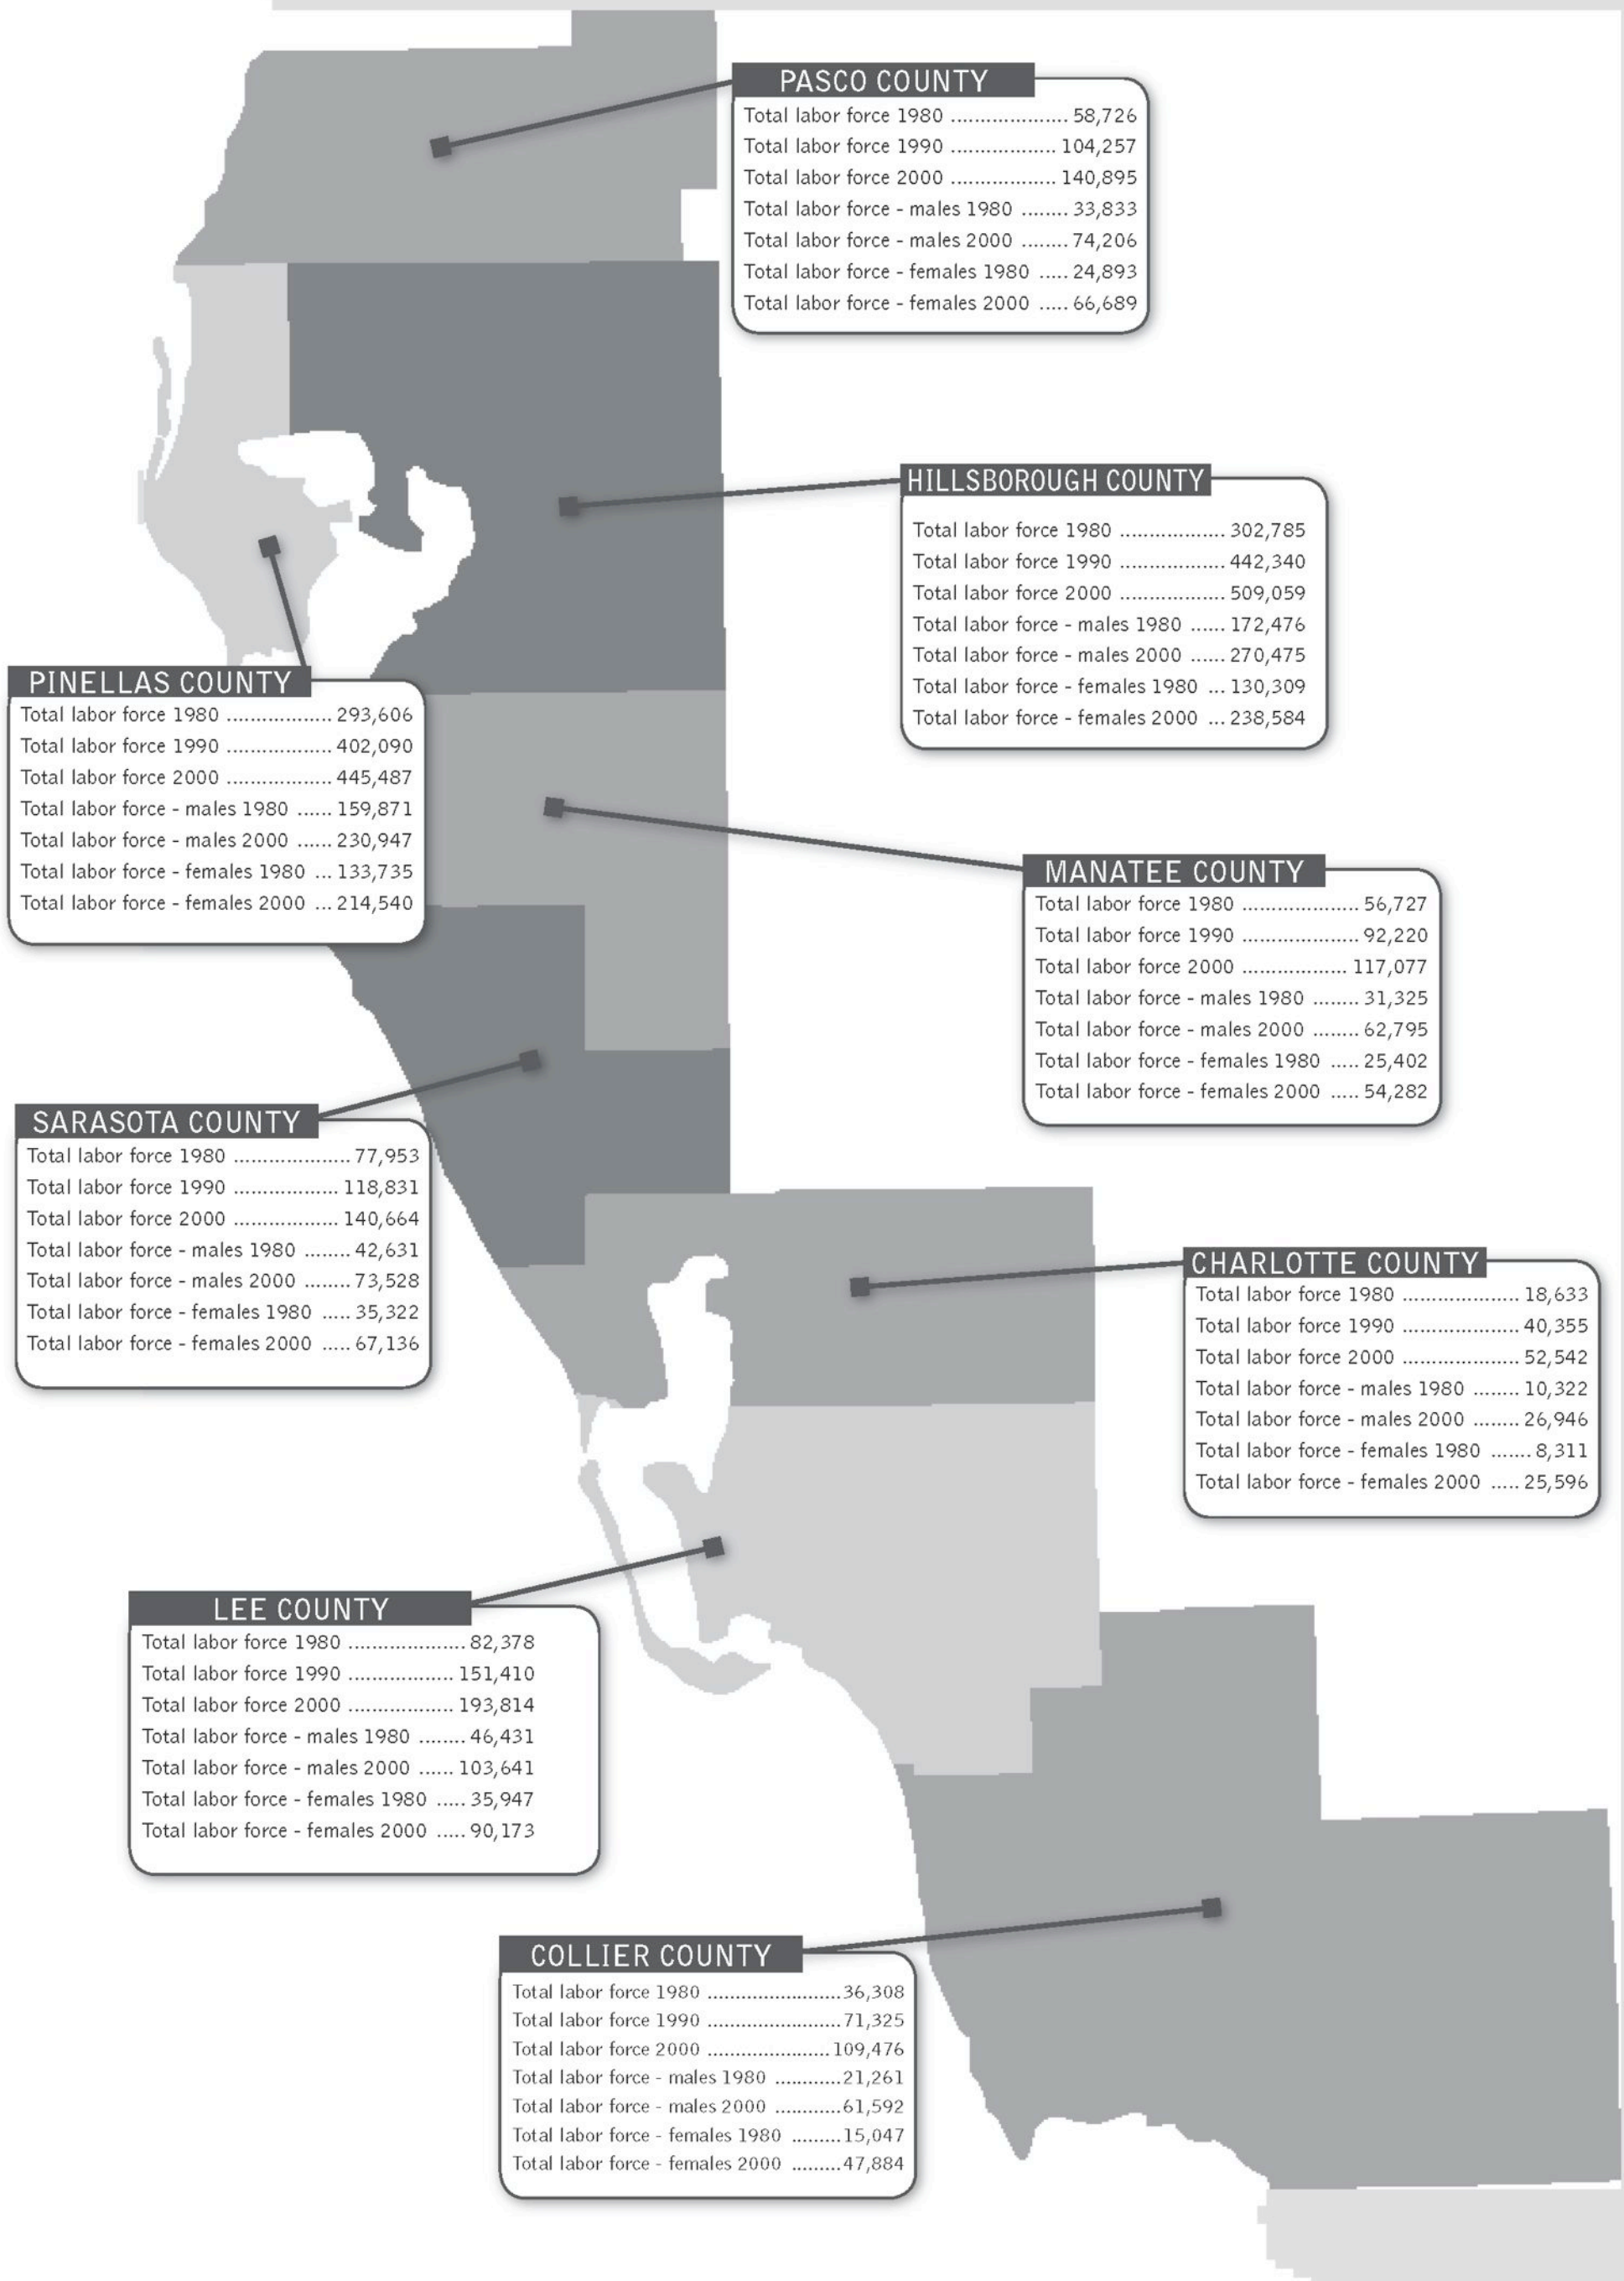 PASCO COUNTY
Total labor force 1980 .................... 58,726
Total labor force 1990 .................. 104,257
Total labor force 2000 .................. 140,895
Total labor force - males 1980 ........ 33,833
Total labor force - males 2000 ........ 74,206
Total labor force - females 1980 ..... 24,893
Total labor force - females 2000 ..... 66,689
HILLSBOROUGH COUNTY
Total labor force 1980 .................. 302,785
Total labor force 1990 .................. 442,340
Total labor force 2000 .................. 509,059
Total labor force - males 1980 ...... 172,476
Total labor force - males 2000 ...... 270,475
Total labor force - females 1980 ... 130,309
Total labor force - females 2000 ... 238,584
PINELLAS COUNTY
Total labor force 1980 .................. 293,606
Total labor force 1990 .................. 402,090
Total labor force 2000 .................. 445,487
Total labor force - males 1980 ...... 159,871
Total labor force - males 2000 ...... 230,947
Total labor force - females 1980 ... 133,735
Total labor force - females 2000 ... 214,540
MANATEE COUNTY
Total labor force 1980 .................... 56,727
Total labor force 1990 .................... 92,220
Total labor force 2000 .................. 117,077
Total labor force - males 1980 ........ 31,325
Total labor force - males 2000 ........ 62,795
Total labor force - females 1980 ..... 25,402
Total labor force - females 2000 ..... 54,282
SARASOTA COUNTY
Total labor force 1980 .................... 77,953
Total labor force 1990 .................. 118,831
Total labor force 2000 .................. 140,664
Total labor force - males 1980 ........ 42,631
Total labor force - males 2000 ........ 73,528
Total labor force - females 1980 ..... 35,322
Total labor force - females 2000 ..... 67,136
CHARLOTTE COUNTY
Total labor force 1980 .................... 18,633
Total labor force 1990 .................... 40,355
Total labor force 2000 .................... 52,542
Total labor force - males 1980 ........ 10,322
Total labor force - males 2000 ........ 26,946
Total labor force - females 1980 ....... 8,311
Total labor force - females 2000 ..... 25,596
LEE COUNTY
Total labor force 1980 .................... 82,378
Total labor force 1990 .................. 151,410
Total labor force 2000 .................. 193,814
Total labor force - males 1980 ........ 46,431
Total labor force - males 2000 ...... 103,641
Total labor force - females 1980 ..... 35,947
Total labor force - females 2000 ..... 90,173
COLLIER COUNTY
Total labor force 1980 ........................36,308
Total labor force 1990 ........................71,325
Total labor force 2000 ......................109,476
Total labor force - males 1980 ............21,261
Total labor force - males 2000 ............61,592
Total labor force - females 1980 .........15,047
Total labor force - females 2000 .........47,884